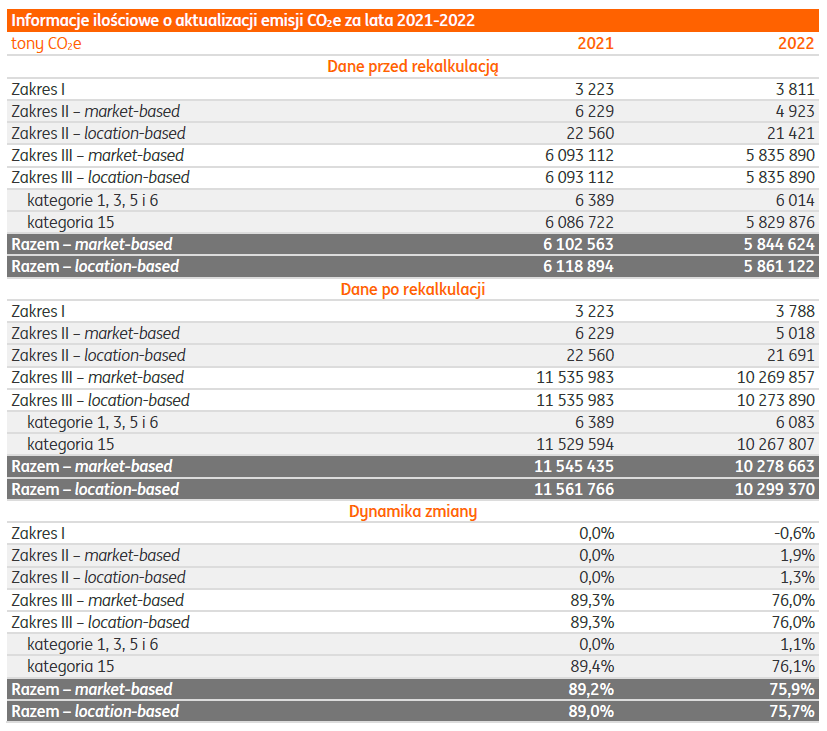 Informacje ilościowe o aktualizacji emisji CO₂e za lata 2021-2022
tony CO₂e 2021 2022
Dane przed rekalkulacją
Zakres I 3 223 3 811
Zakres II – market-based 6 229 4 923
Zakres II – location-based 22 560 21 421
Zakres III – market-based 6 093 112 5 835 890
Zakres III – location-based 6 093 112 5 835 890
kategorie 1, 3, 5 i 6 6 389 6 014
kategoria 15 6 086 722 5 829 876
Razem – market-based 6 102 563 5 844 624
Razem – location-based 6 118 894 5 861 122
Dane po rekalkulacji
Zakres I 3 223 3 788
Zakres II – market-based 6 229 5 018
Zakres II – location-based 22 560 21 691
Zakres III – market-based 11 535 983 10 269 857
Zakres III – location-based 11 535 983 10 273 890
kategorie 1, 3, 5 i 6 6 389 6 083
kategoria 15 11 529 594 10 267 807
Razem – market-based 11 545 435 10 278 663
Razem – location-based 11 561 766 10 299 370
Dynamika zmiany
Zakres I 0,0% -0,6%
Zakres II – market-based 0,0% 1,9%
Zakres II – location-based 0,0% 1,3%
Zakres III – market-based 89,3% 76,0%
Zakres III – location-based 89,3% 76,0%
kategorie 1, 3, 5 i 6 0,0% 1,1%
kategoria 15 89,4% 76,1%
Razem – market-based 89,2% 75,9%
Razem – location-based 89,0% 75,7%